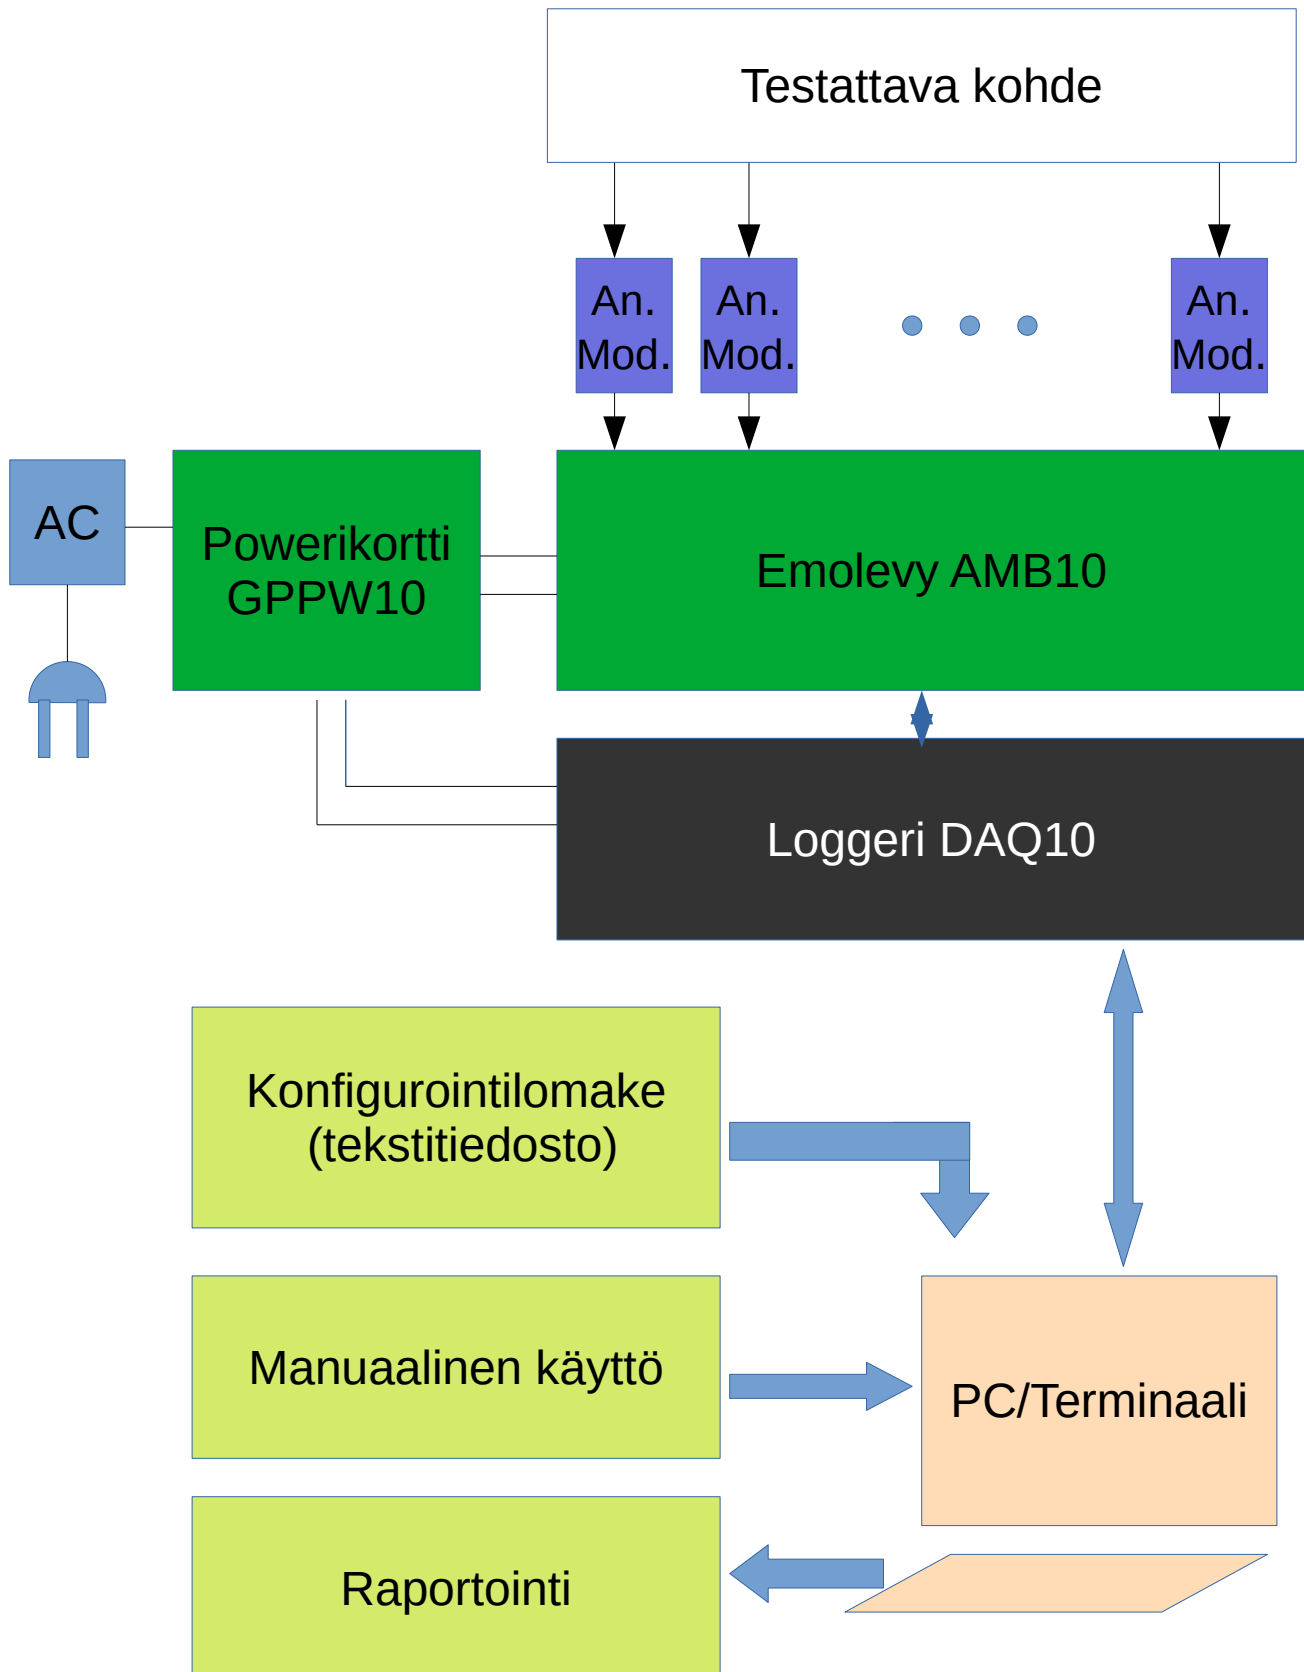 Testattava kohde
An.
Mod.
An.
Mod.
An.
Mod.
AC
Powerikortti
GPPW10
Emolevy AMB10
Loggeri DAQ10
Konfigurointilomake
(tekstitiedosto)
Manuaalinen käyttö
PC/Terminaali
Raportointi